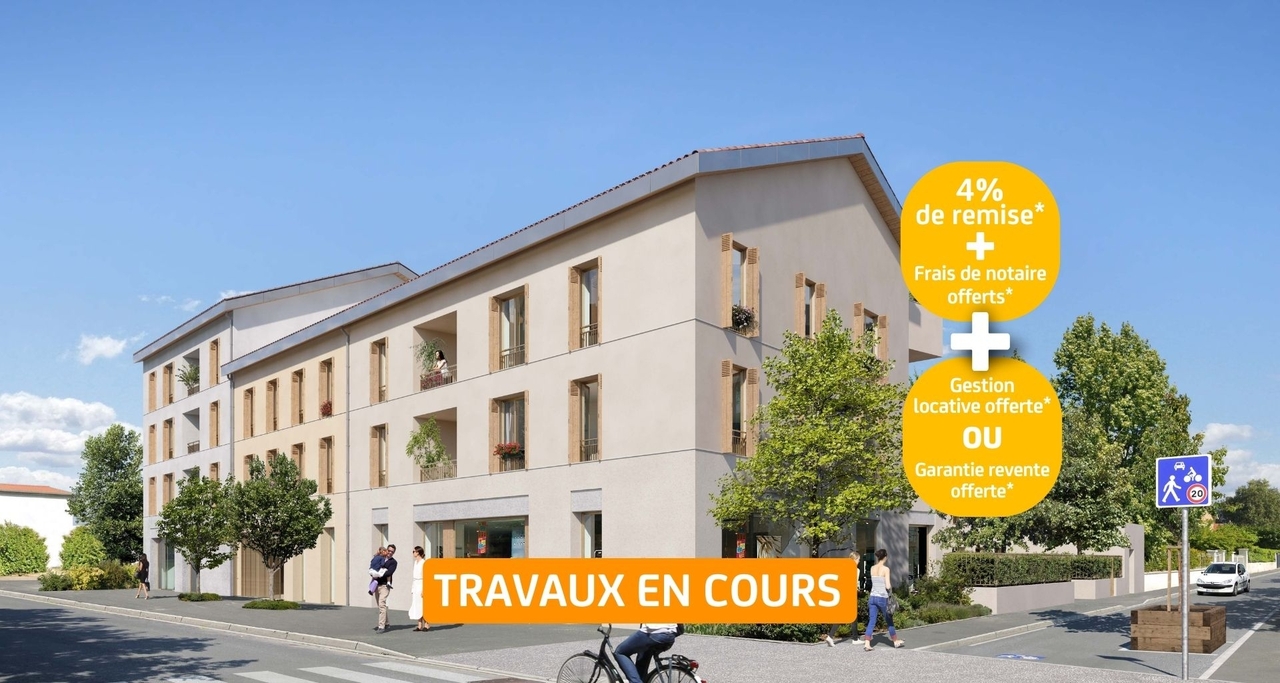 4%
de remise*
+
Frais de notaire
offerts*
+
Gestion
locative offerte*
OU
Garantie revente
offerte*
20
TRAVAUX EN COURS